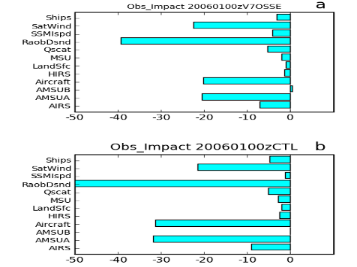 Obs_Impact 20060100zV7OSSE a
Ships
SatWind
SSMIspd
RaobDsnd
Qscat
MSU
LandSfc
HIRS
Aircraft
AMSUB
AMSUA
AIRS
-50 -40 -30 -20 -10 0
Obs_Impact 20060100zCTL b
Ships
SatWind
SSMIspd
RaobDsnd
Qscat
MSU
LandSfc
HIRS
Aircraft
AMSUB
AMSUA
AIRS
-50 -40 -30 -20 -10 0